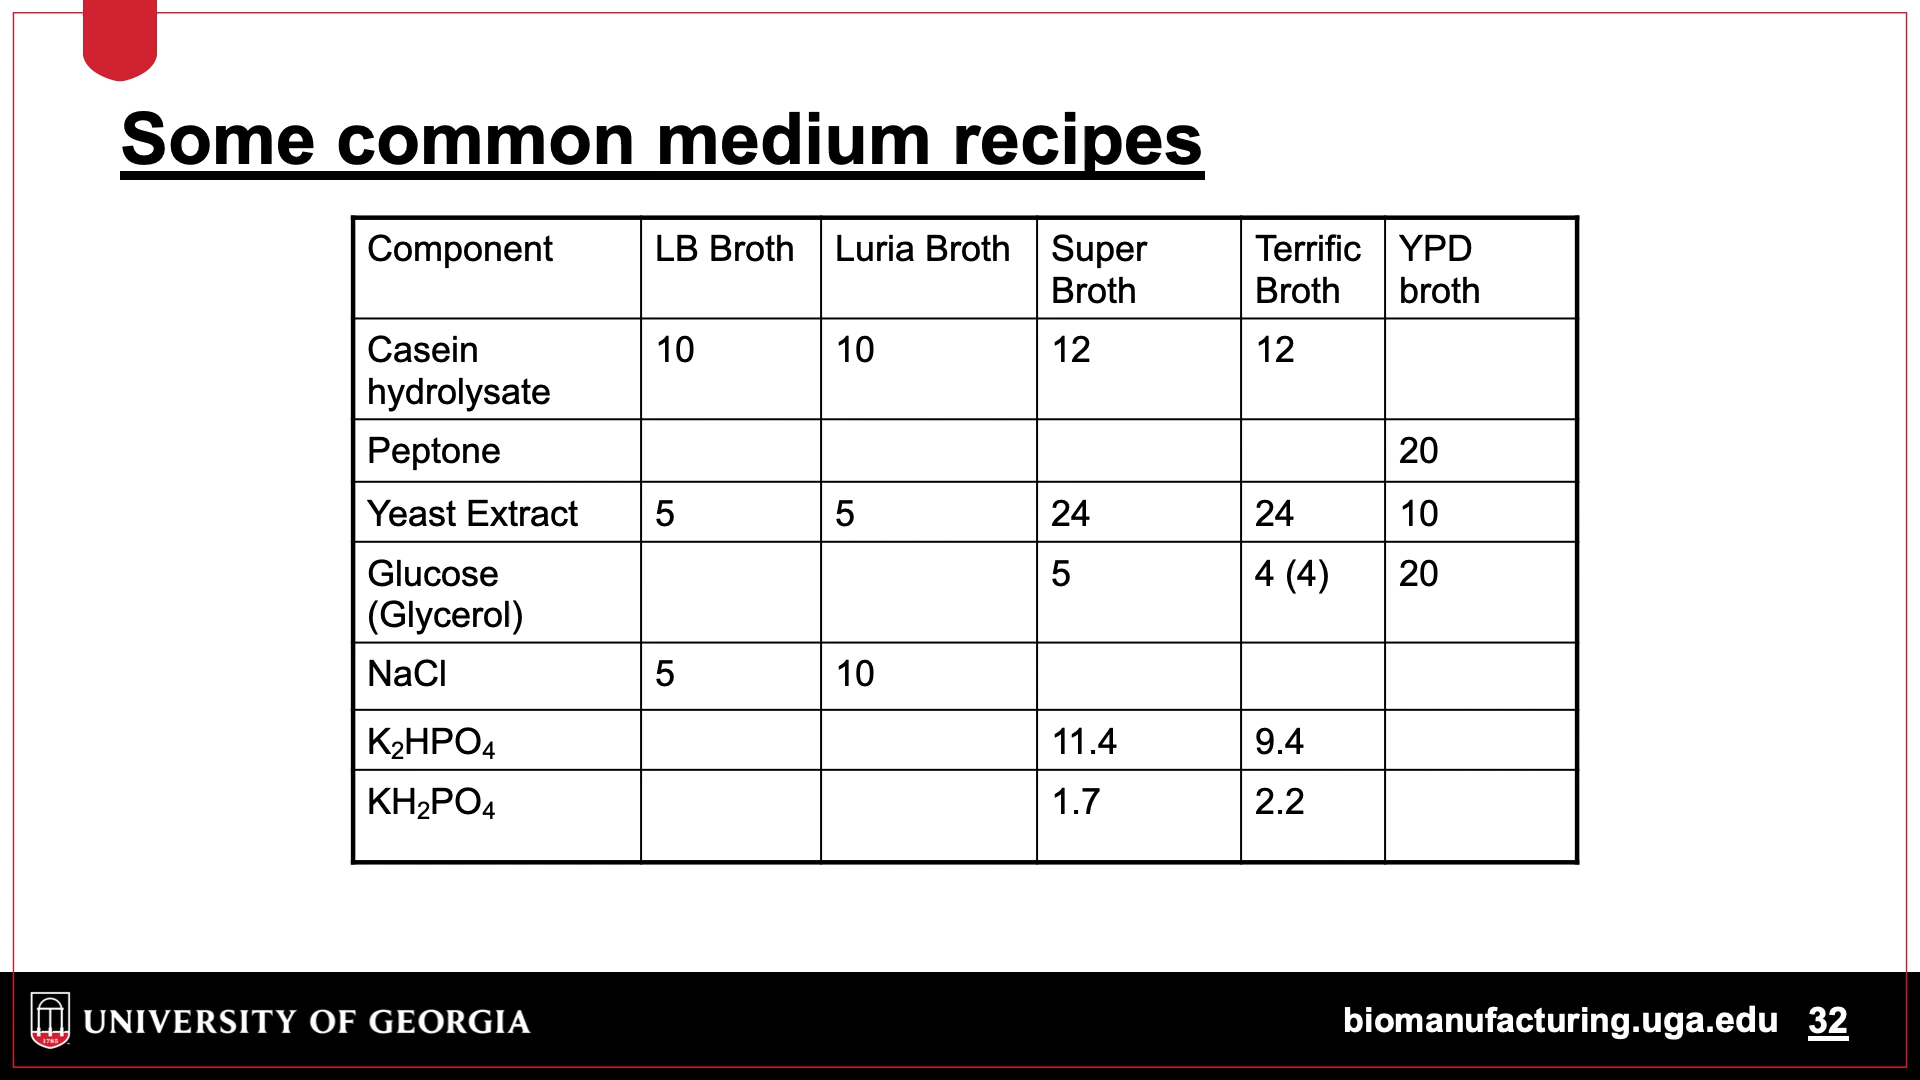 Some common medium recipes
Component LB Broth Luria Broth Super Broth Terrific Broth YPD broth
Casein hydrolysate 10 10 12 12
Peptone 20
Yeast Extract 5 5 24 24 10
Glucose (Glycerol) 5 4 (4) 20
NaCl 5 10
K₂HPO₄ 11.4 9.4
KH₂PO₄ 1.7 2.2
1785
UNIVERSITY OF GEORGIA
biomanufacturing.uga.edu 32